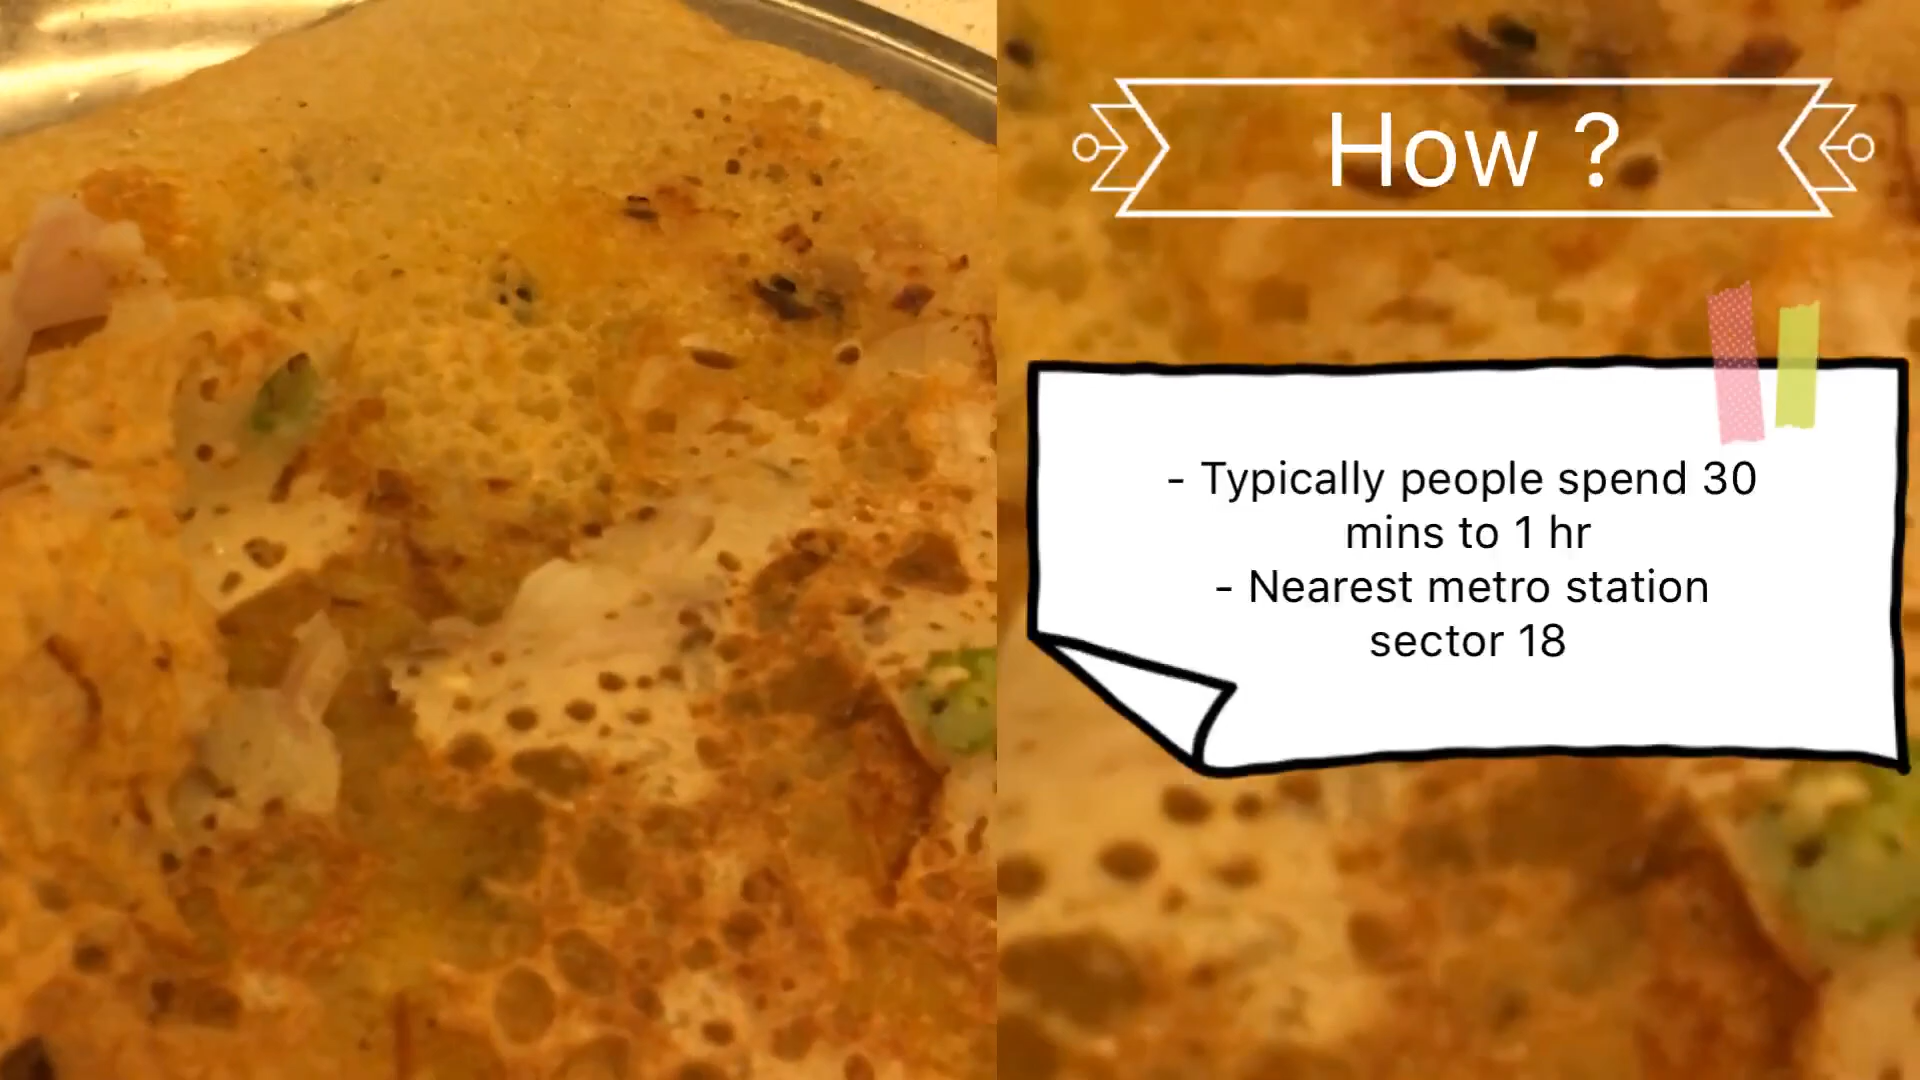 How ?
- Typically people spend 30
mins to 1 hr
- Nearest metro station
sector 18